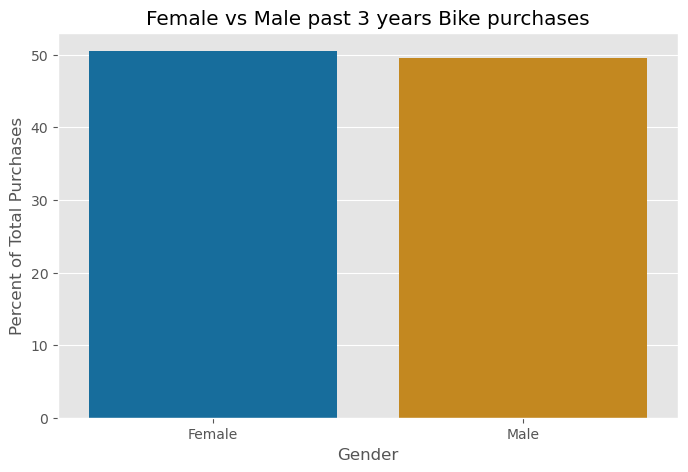 Female vs Male past 3 years Bike purchases
Percent of Total Purchases
50
40
30
20
10
0
Female Male
Gender